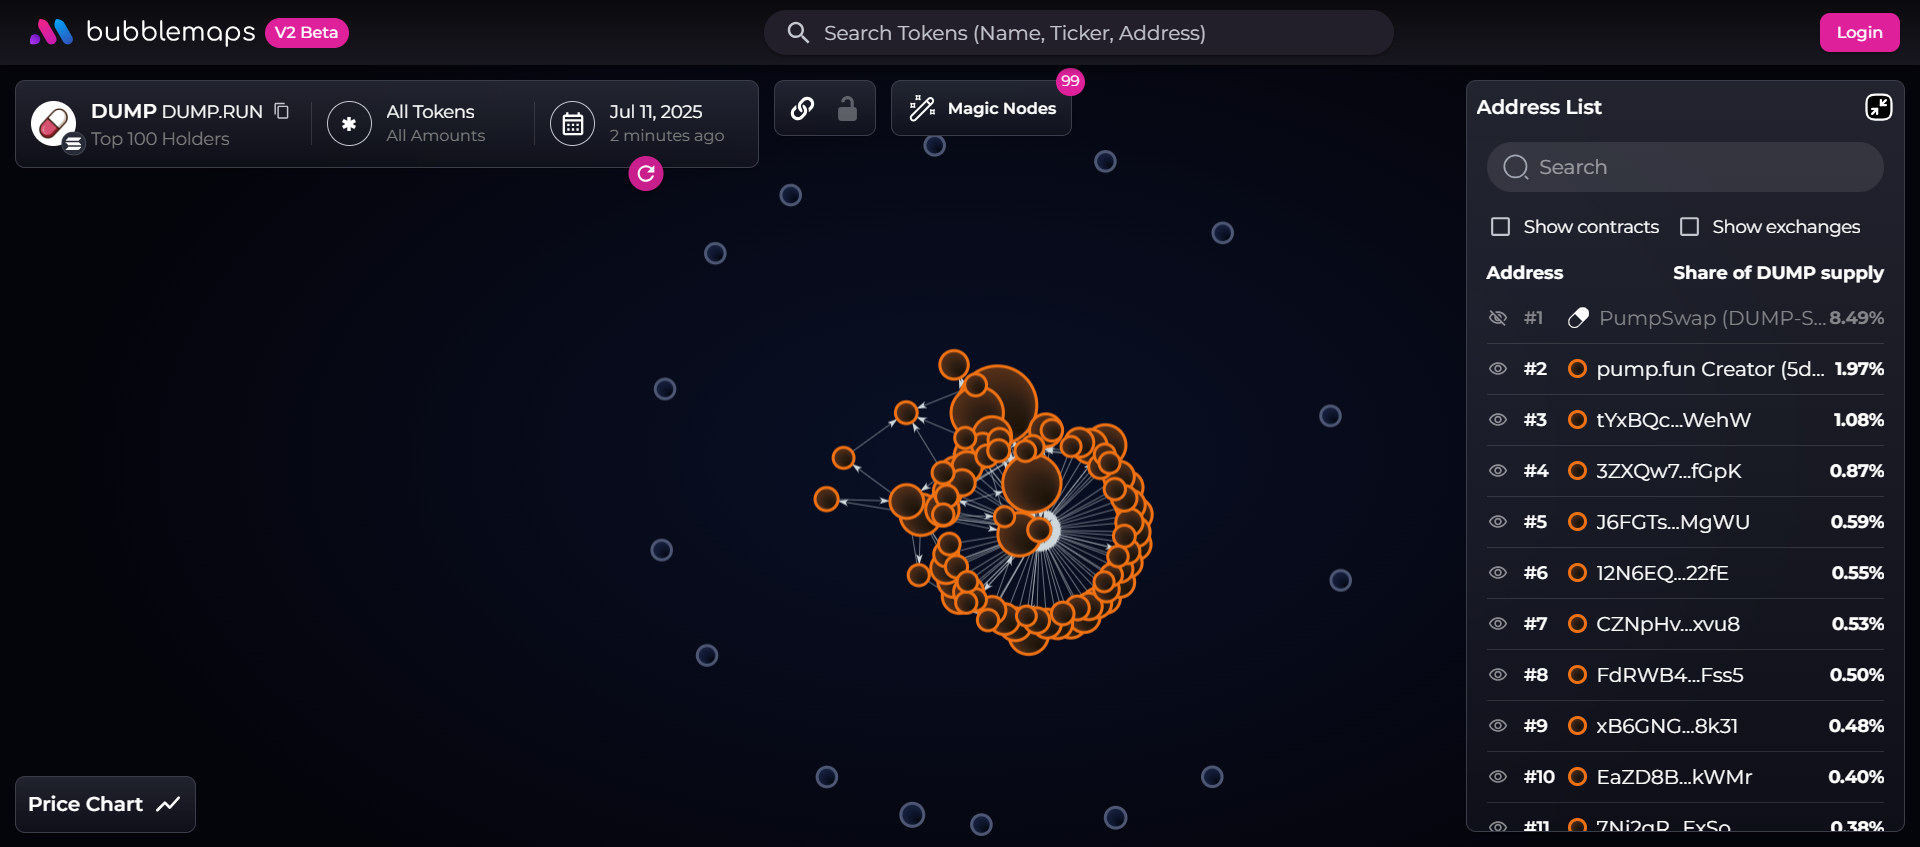 bubblemaps V2 Beta
Search Tokens (Name, Ticker, Address)
Login
DUMP DUMP.RUN
Top 100 Holders
All Tokens
All Amounts
Jul 11, 2025
2 minutes ago
Magic Nodes
99
Address List
Search
Show contracts Show exchanges
Address Share of DUMP supply
#1 PumpSwap (DUMP-S... 8.49%
#2 pump.fun Creator (5d... 1.97%
#3 tYxBQc...WehW 1.08%
#4 3ZXQw7...fGpK 0.87%
#5 J6FGTs...MgWU 0.59%
#6 12N6EQ...22fE 0.55%
#7 CZNpHv...xvu8 0.53%
#8 FdRWB4...Fss5 0.50%
#9 xB6GNG...8k31 0.48%
#10 EaZD8B...kWMr 0.40%
#11 0.38%
Price Chart